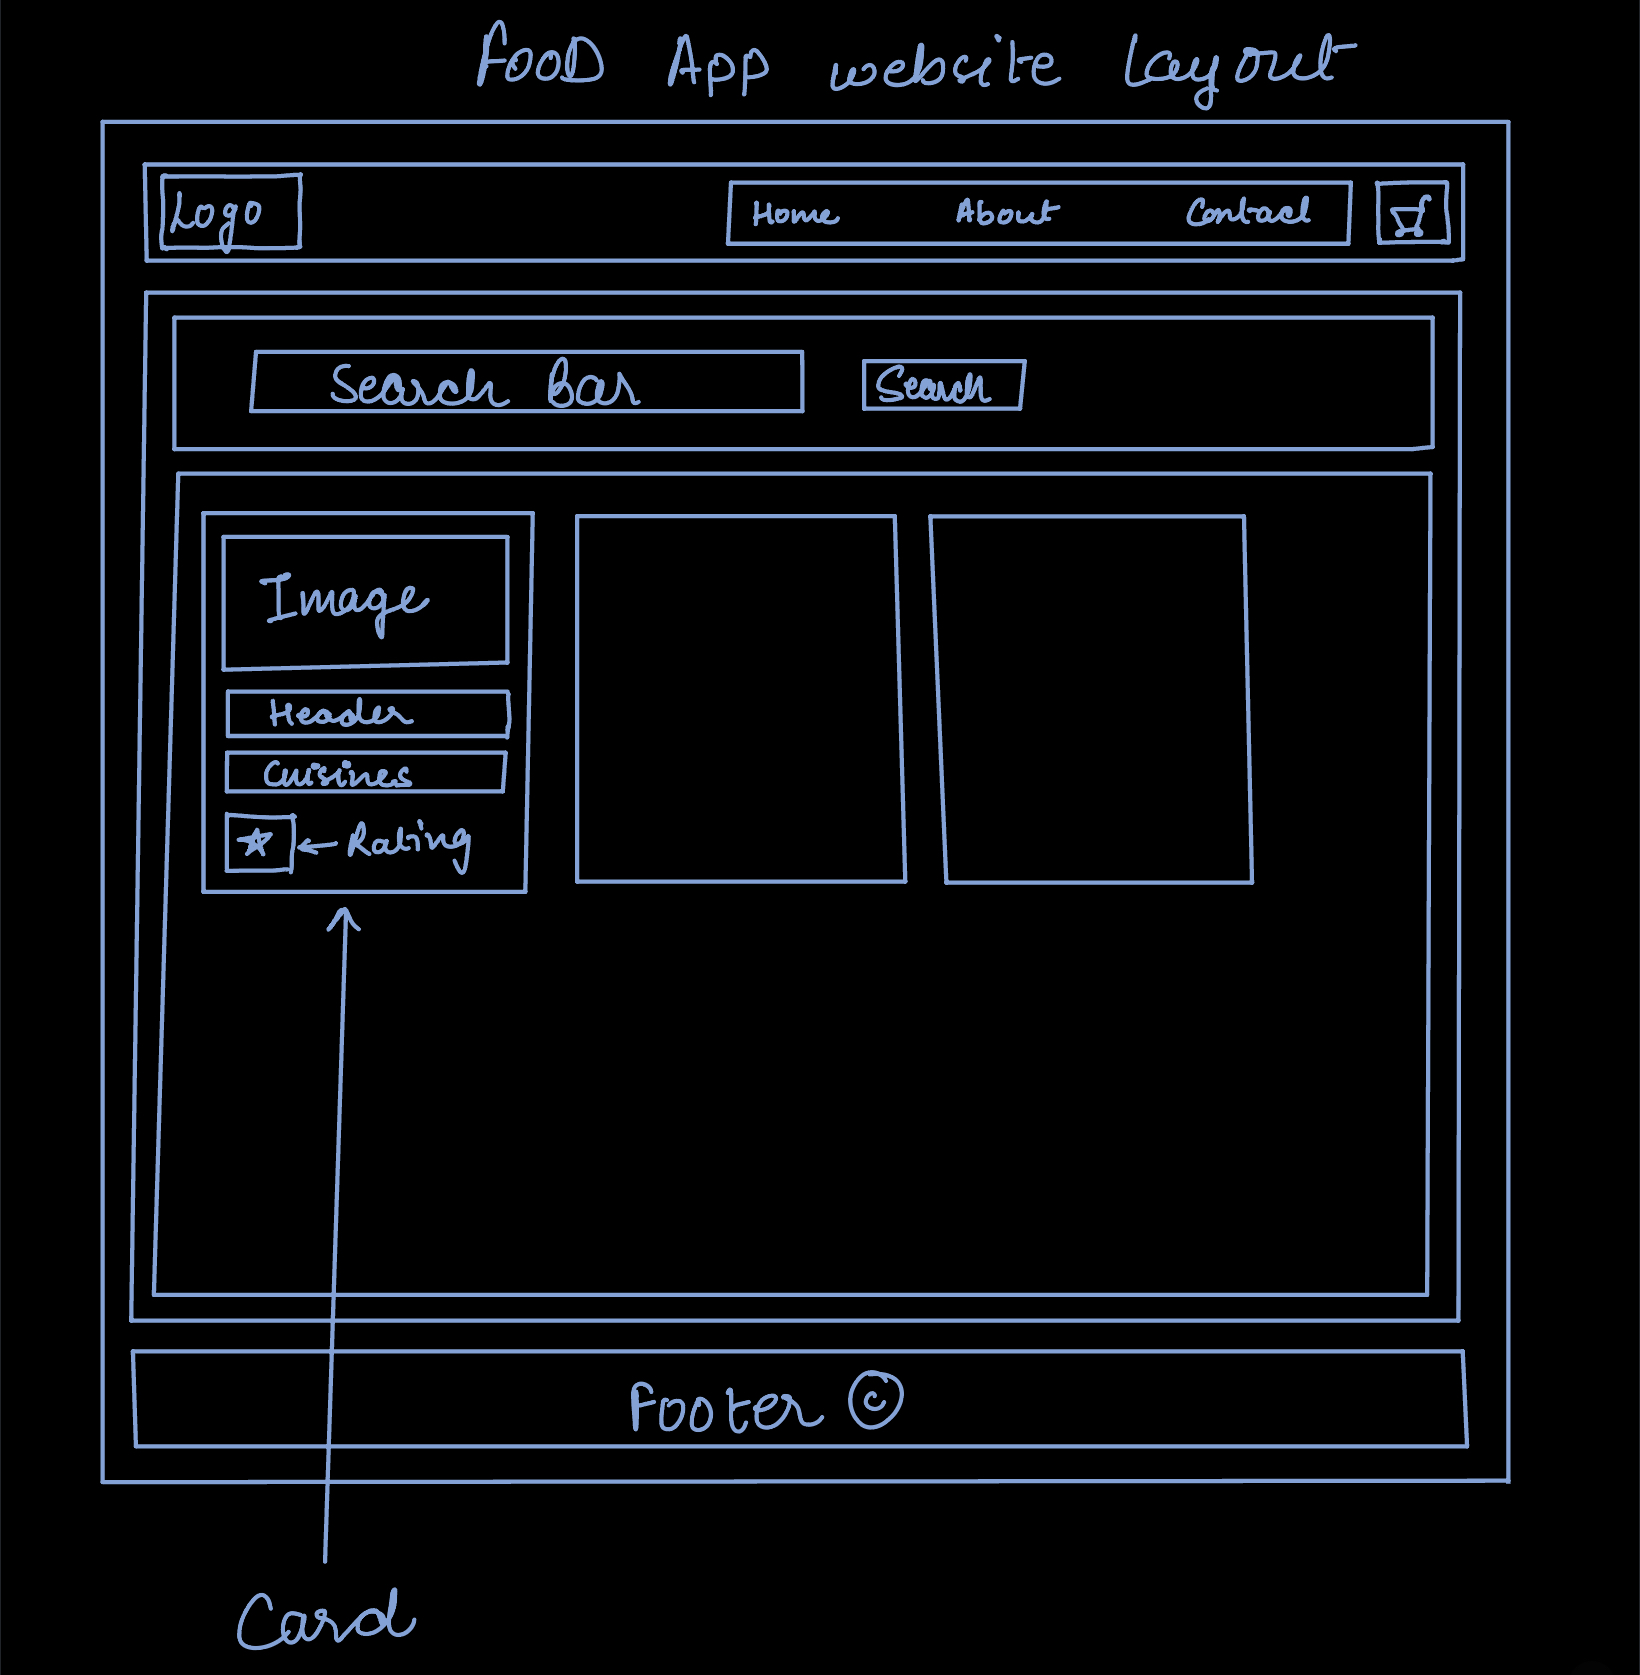 FOOD App website Layout
Logo
Home About Contact
Search Bar
Search
Image
Header
Cuisines
Rating
Footer ©
Card